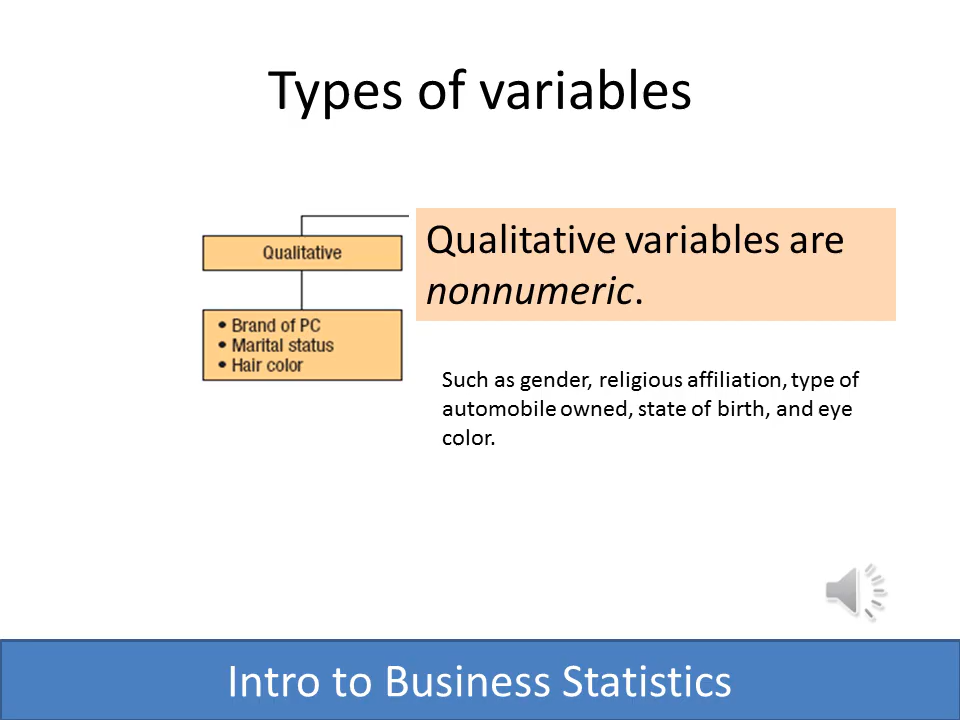 Types of variables
Qualitative
• Brand of PC
• Marital status
• Hair color
Qualitative variables are
nonnumeric.
Such as gender, religious affiliation, type of
automobile owned, state of birth, and eye
color.
Intro to Business Statistics